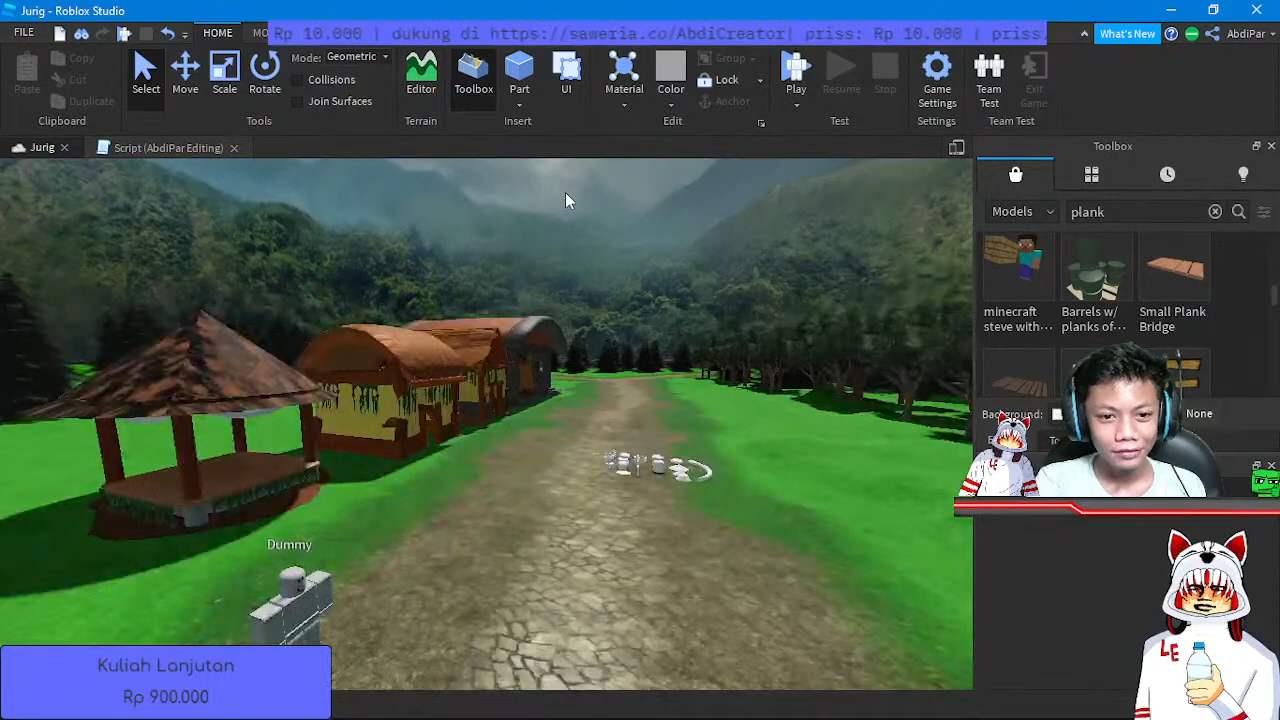 Jurig - Roblox Studio
FILE
HOME
MO
Rp 10.000 | dukung di https://saweria.co/AbdiCreator| priss: Rp 10.000 | priss
What's New
AbdiPar
Paste
Copy
Cut
Duplicate
Clipboard
Select
Move
Scale
Rotate
Mode: Geometric
Collisions
Join Surfaces
Tools
Editor
Terrain
Toolbox
Part
UI
Insert
Material
Color
Group
Lock
Anchor
Edit
Play
Resume
Stop
Test
Game
Settings
Settings
Team
Test
Exit
Game
Team Test
Jurig
Script (AbdiPar Editing)
Toolbox
Models
plank
minecraft
steve with...
Barrels w/
planks of...
Small Plank
Bridge
Background:
None
LE
Dummy
Kuliah Lanjutan
Rp 900.000
LE